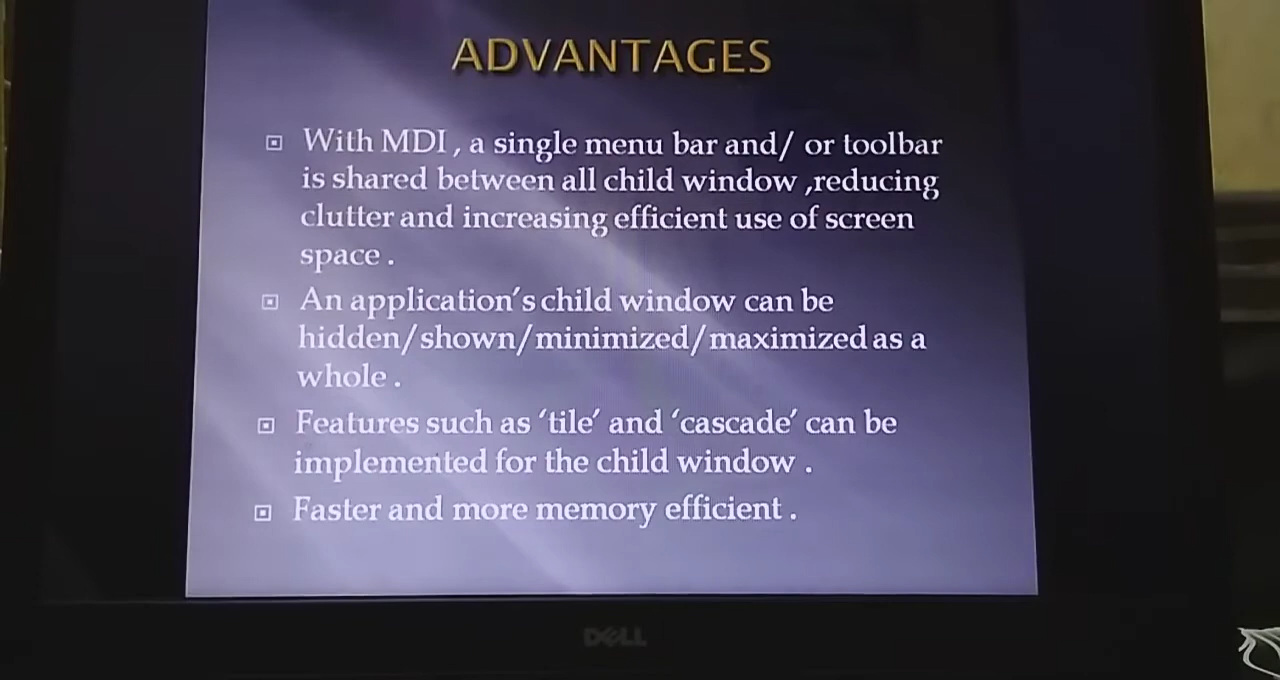 ADVANTAGES
With MDI , a single menu bar and/ or toolbar
is shared between all child window ,reducing
clutter and increasing efficient use of screen
space .
An application’s child window can be
hidden/shown/minimized/maximized as a
whole .
Features such as ‘tile’ and ‘cascade’ can be
implemented for the child window .
Faster and more memory efficient .
DELL